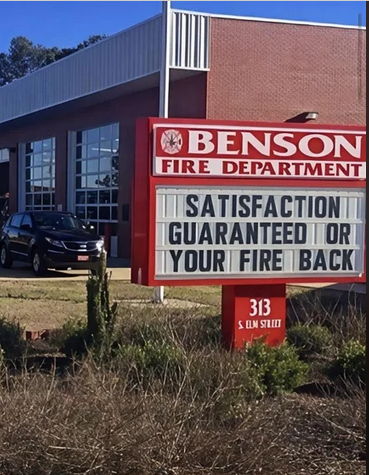 BENSON
FIRE DEPARTMENT
SATISFACTION
GUARANTEED OR
YOUR FIRE BACK
313
S. ELM STREET